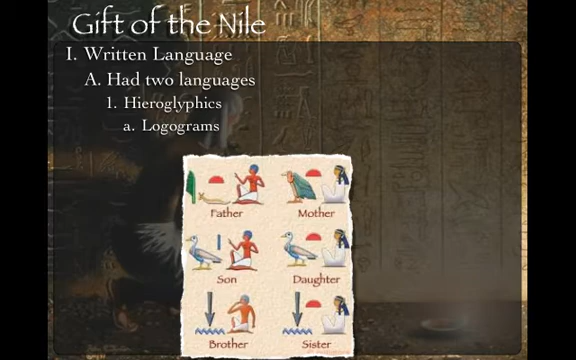 Gift of the Nile
I. Written Language
A. Had two languages
1. Hieroglyphics
a. Logograms
Father Mother
Son Daughter
Brother Sister